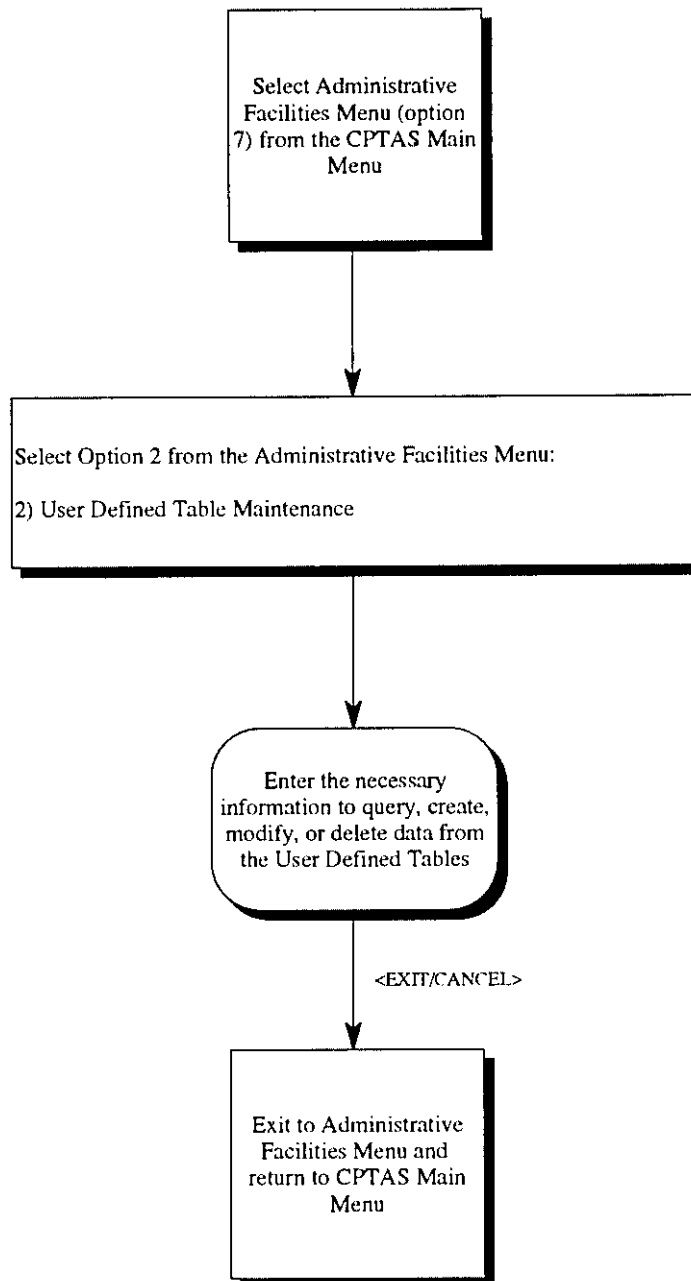 Select Administrative
Facilities Menu (option
7) from the CPTAS Main
Menu
Select Option 2 from the Administrative Facilities Menu:
2) User Defined Table Maintenance
Enter the necessary
information to query, create,
modify, or delete data from
the User Defined Tables
<EXIT/CANCEL>
Exit to Administrative
Facilities Menu and
return to CPTAS Main
Menu